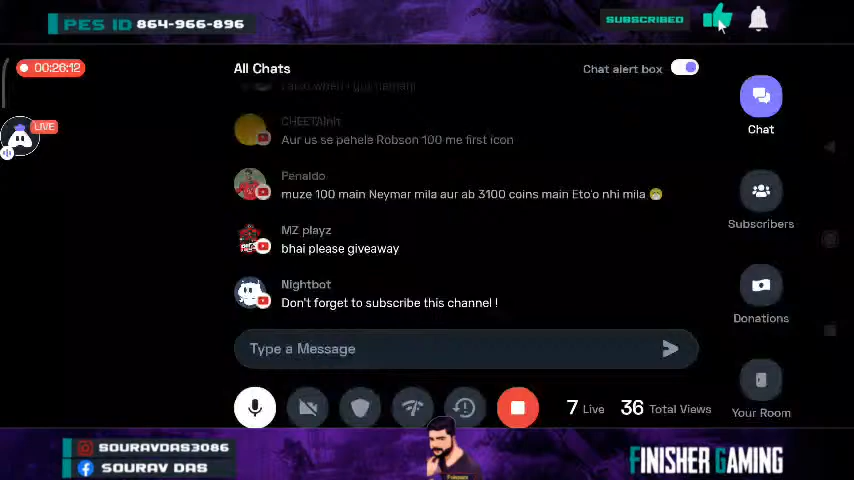 PES ID 864-966-896
SUBSCRIBED
00:26:12
All Chats
Chat alert box
LIVE
CHEETAInh
Aur us se pehele Robson 100 me first icon
Chat
Penaldo
muze 100 main Neymar mila aur ab 3100 coins main Eto'o nhi mila
Subscribers
MZ playz
bhai please giveaway
Nightbot
Don't forget to subscribe this channel !
Donations
Type a Message
7 Live 36 Total Views
Your Room
SOURAVDAS3086
SOURAV DAS
FINISHER GAMING